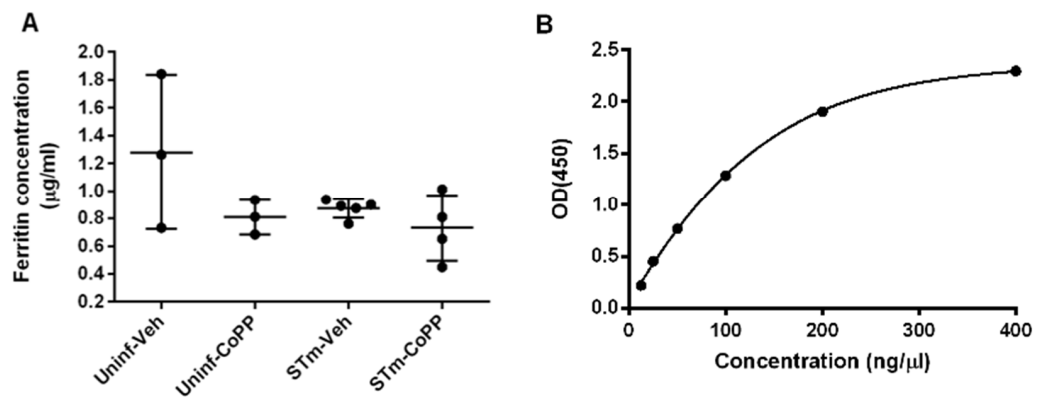 A
Ferritin concentration
(μg/ml)
2.0
1.8
1.6
1.4
1.2
1.0
0.8
0.6
0.4
0.2
Uninf-Veh
Uninf-CoPP
STm-Veh
STm-CoPP
B
OD(450)
2.5
2.0
1.5
1.0
0.5
0.0
0
100
200
300
400
Concentration (ng/μl)